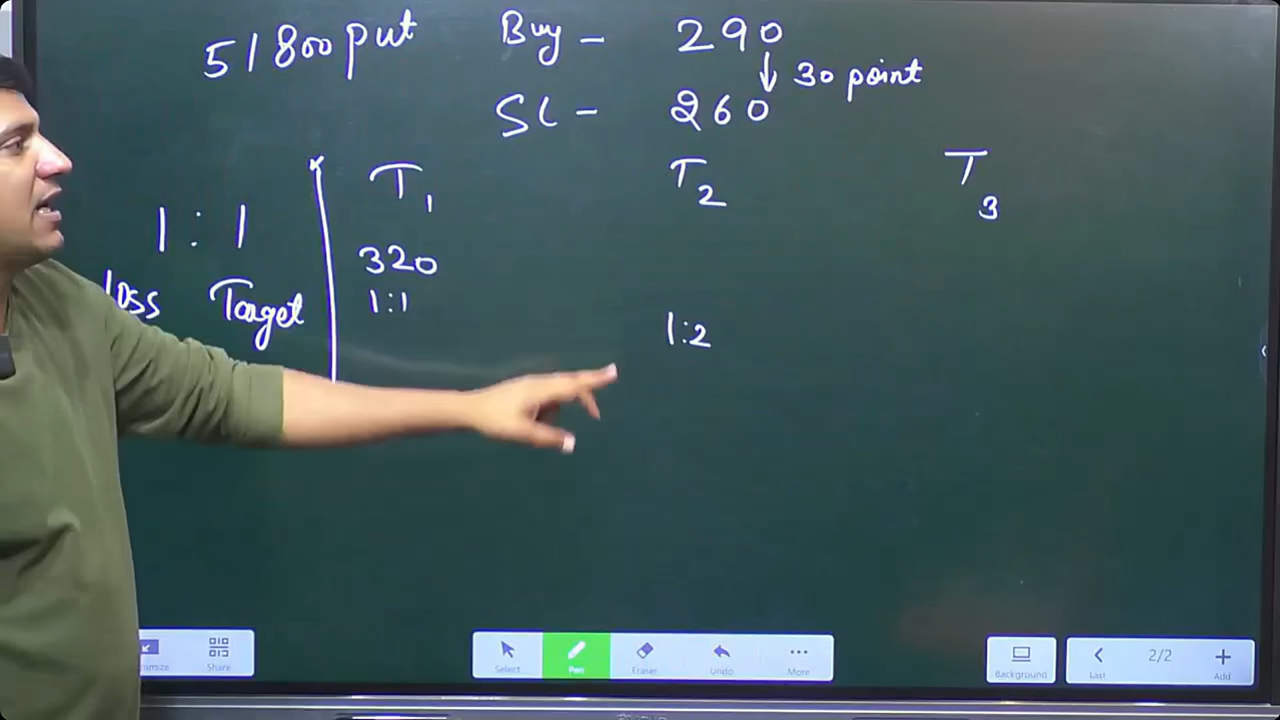 51800 put Buy - 290
30 point
SL - 260
T1 T2 T3
1 : 1
320
loss Target
1:1
1:2
Share
Select
Pen
Eraser
Undo
More
Background
Last
2/2
Add